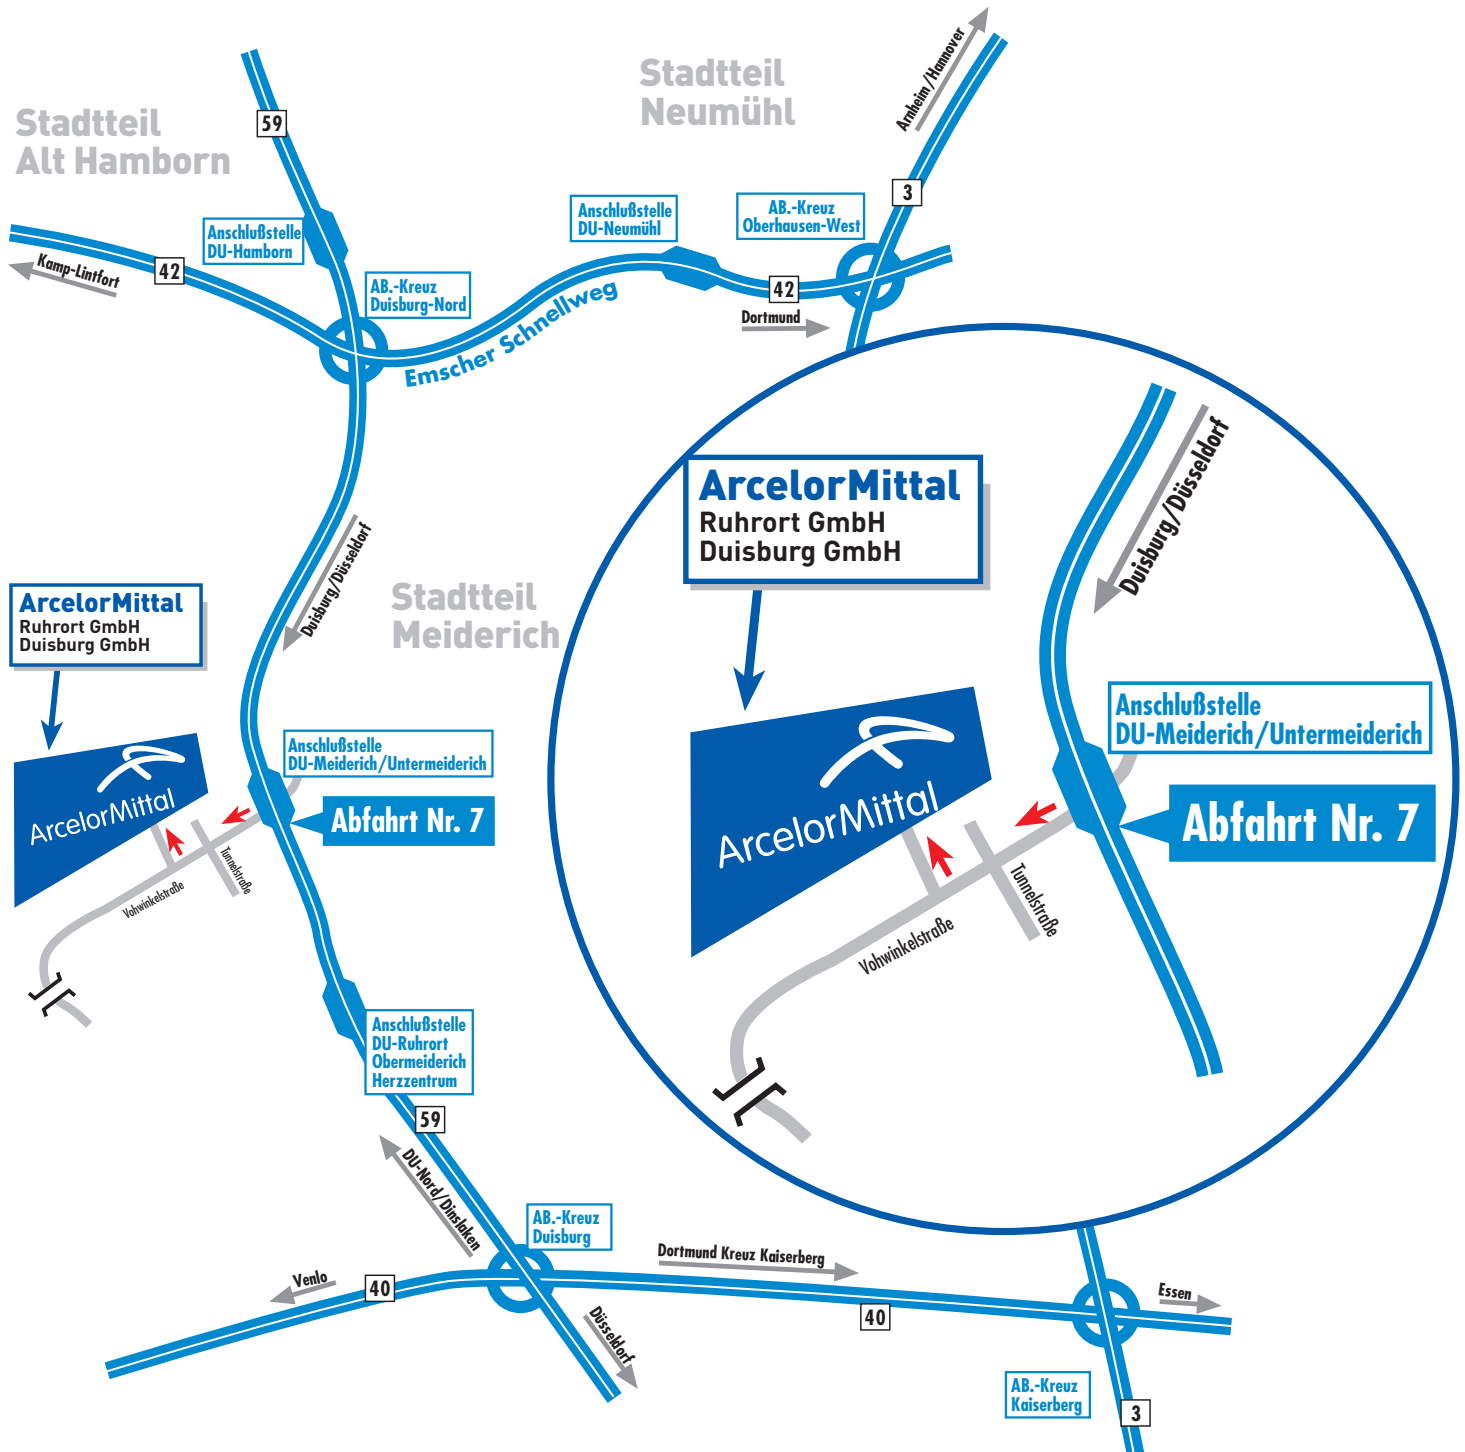 Arnheim/Hannover
Stadtteil
Neumühl
59
Stadtteil
Alt Hamborn
3
Anschlußstelle
DU-Hamborn
Anschlußstelle
DU-Neumühl
AB.-Kreuz
Oberhausen-West
Kamp-Lintfort
42
AB.-Kreuz
Duisburg-Nord
42
Dortmund
Emscher Schnellweg
Duisburg/Düsseldorf
ArcelorMittal
Ruhrort GmbH
Duisburg GmbH
Duisburg/Düsseldorf
Stadtteil
Meiderich
ArcelorMittal
Ruhrort GmbH
Duisburg GmbH
Anschlußstelle
DU-Meiderich/Untermeiderich
Anschlußstelle
DU-Meiderich/Untermeiderich
ArcelorMittal
Abfahrt Nr. 7
ArcelorMittal
Abfahrt Nr. 7
Tunnelstraße
Vohwinkelstraße
Tunnelstraße
Vohwinkelstraße
Anschlußstelle
DU-Ruhrort
Obermeiderich
Herzzentrum
59
DU-Nord/Dinslaken
AB.-Kreuz
Duisburg
Dortmund Kreuz Kaiserberg
Venlo
40
Essen
40
Düsseldorf
AB.-Kreuz
Kaiserberg
3